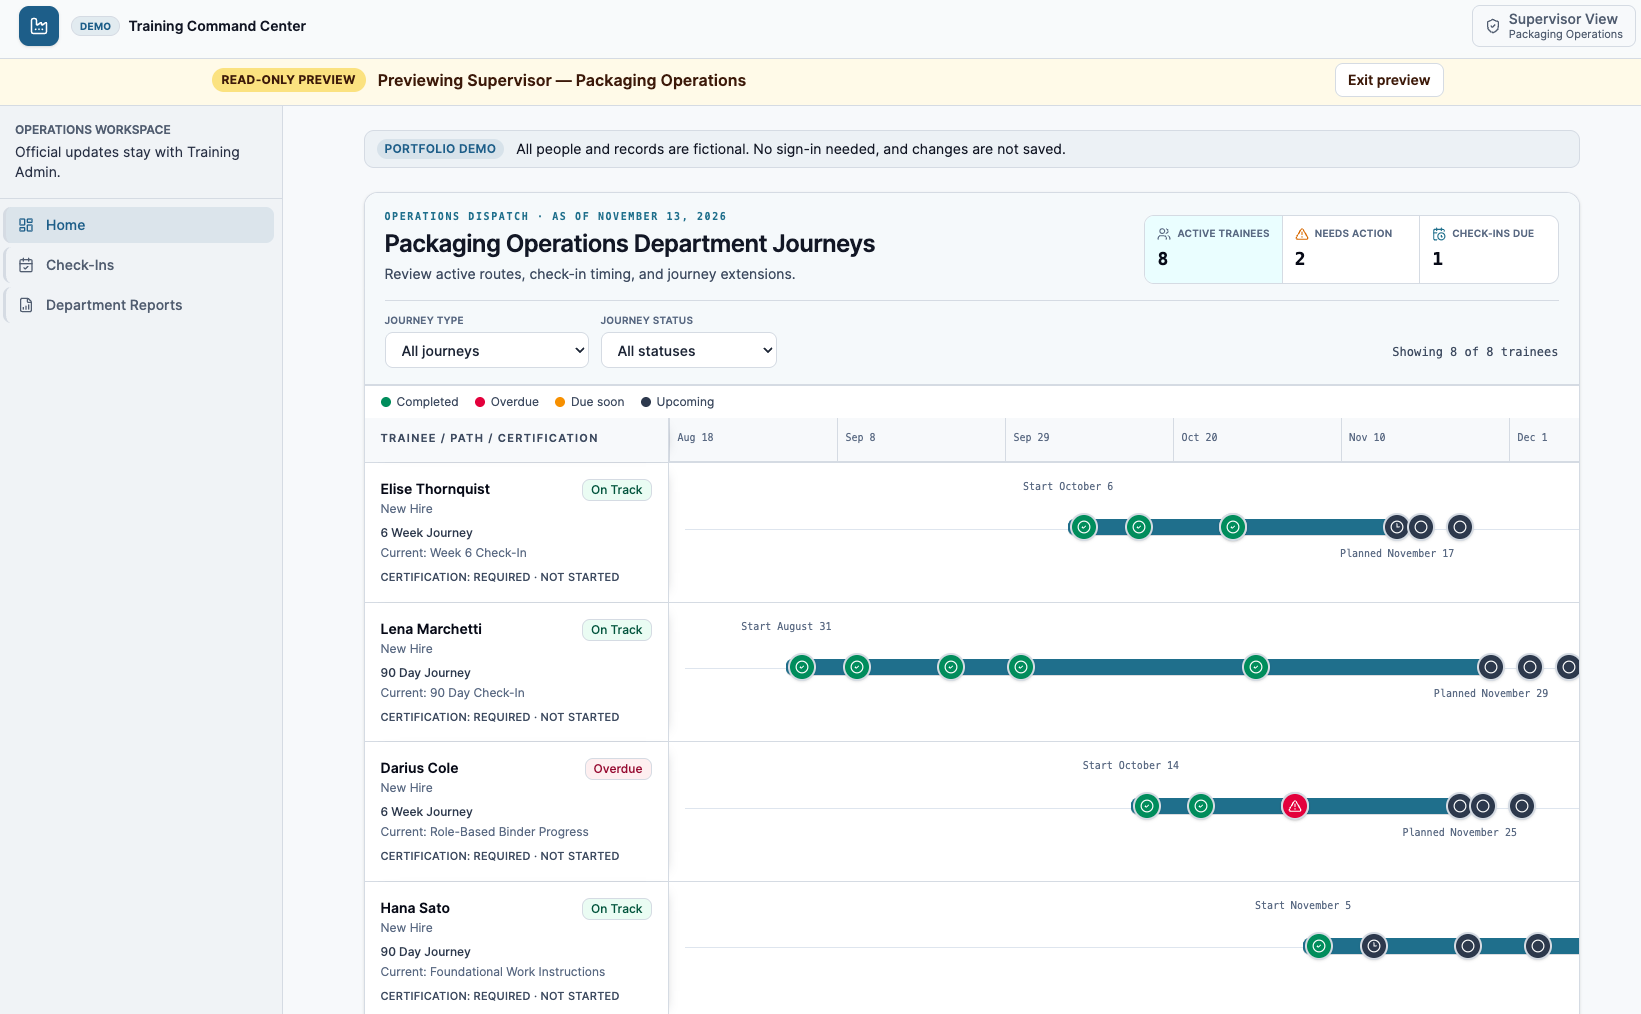 DEMO Training Command Center
Supervisor View
Packaging Operations
READ-ONLY PREVIEW Previewing Supervisor — Packaging Operations Exit preview
OPERATIONS WORKSPACE
Official updates stay with Training
Admin.
Home
Check-Ins
Department Reports
PORTFOLIO DEMO All people and records are fictional. No sign-in needed, and changes are not saved.
OPERATIONS DISPATCH · AS OF NOVEMBER 13, 2026
Packaging Operations Department Journeys
Review active routes, check-in timing, and journey extensions.
ACTIVE TRAINEES
8
NEEDS ACTION
2
CHECK-INS DUE
1
JOURNEY TYPE
All journeys
JOURNEY STATUS
All statuses
Showing 8 of 8 trainees
Completed Overdue Due soon Upcoming
TRAINEE / PATH / CERTIFICATION
Aug 18 Sep 8 Sep 29 Oct 20 Nov 10 Dec 1
Elise Thornquist On Track
New Hire
6 Week Journey
Current: Week 6 Check-In
CERTIFICATION: REQUIRED · NOT STARTED
Start October 6
Planned November 17
Lena Marchetti On Track
New Hire
90 Day Journey
Current: 90 Day Check-In
CERTIFICATION: REQUIRED · NOT STARTED
Start August 31
Planned November 29
Darius Cole Overdue
New Hire
6 Week Journey
Current: Role-Based Binder Progress
CERTIFICATION: REQUIRED · NOT STARTED
Start October 14
Planned November 25
Hana Sato On Track
New Hire
90 Day Journey
Current: Foundational Work Instructions
CERTIFICATION: REQUIRED · NOT STARTED
Start November 5